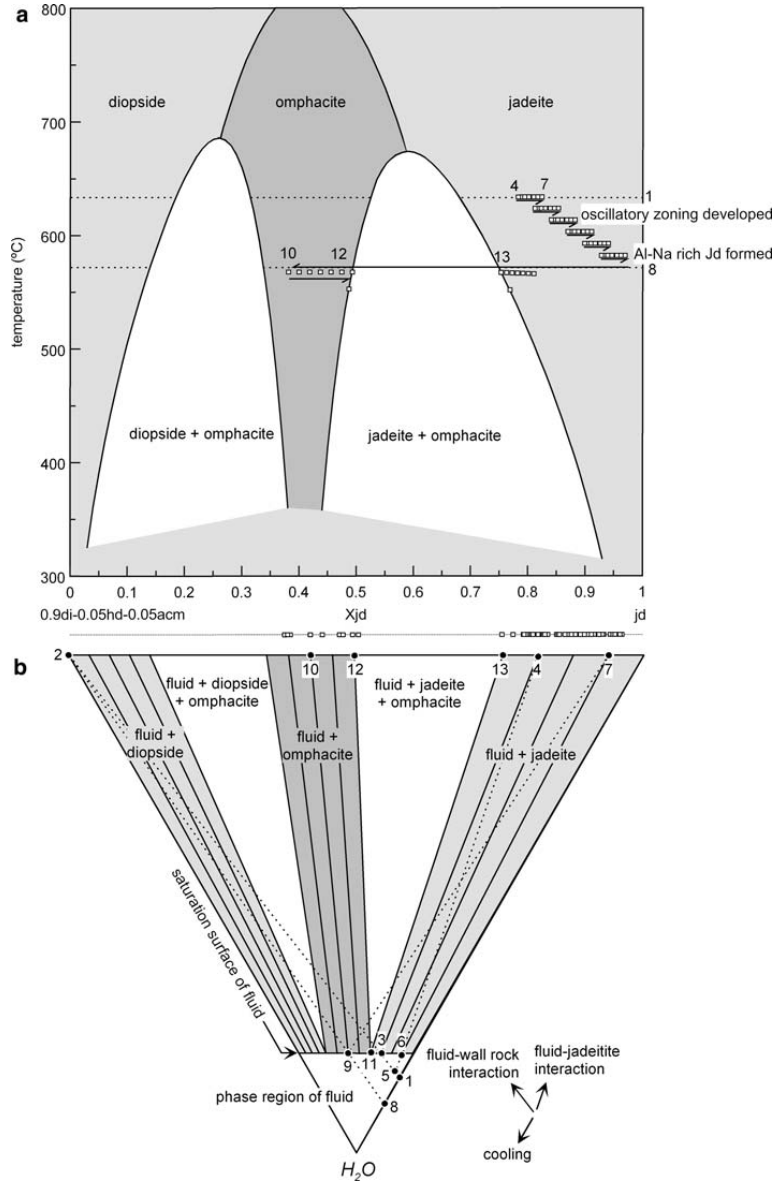 a
800
diopside
omphacite
jadeite
700
4 7
1
oscillatory zoning developed
600
10 12
13
Al-Na rich Jd formed
8
temperature (ºC)
500
diopside + omphacite
jadeite + omphacite
400
300
0 0.1 0.2 0.3 0.4 0.5 0.6 0.7 0.8 0.9 1
0.9di-0.05hd-0.05acm
Xjd
jd
b
2
10 12 13 4 7
fluid + diopside
+ omphacite
fluid + jadeite
+ omphacite
fluid +
diopside
fluid +
omphacite
fluid + jadeite
saturation surface of fluid
9 11 3 6
5 1
8
phase region of fluid
fluid-wall rock
interaction
fluid-jadeitite
interaction
cooling
H₂O